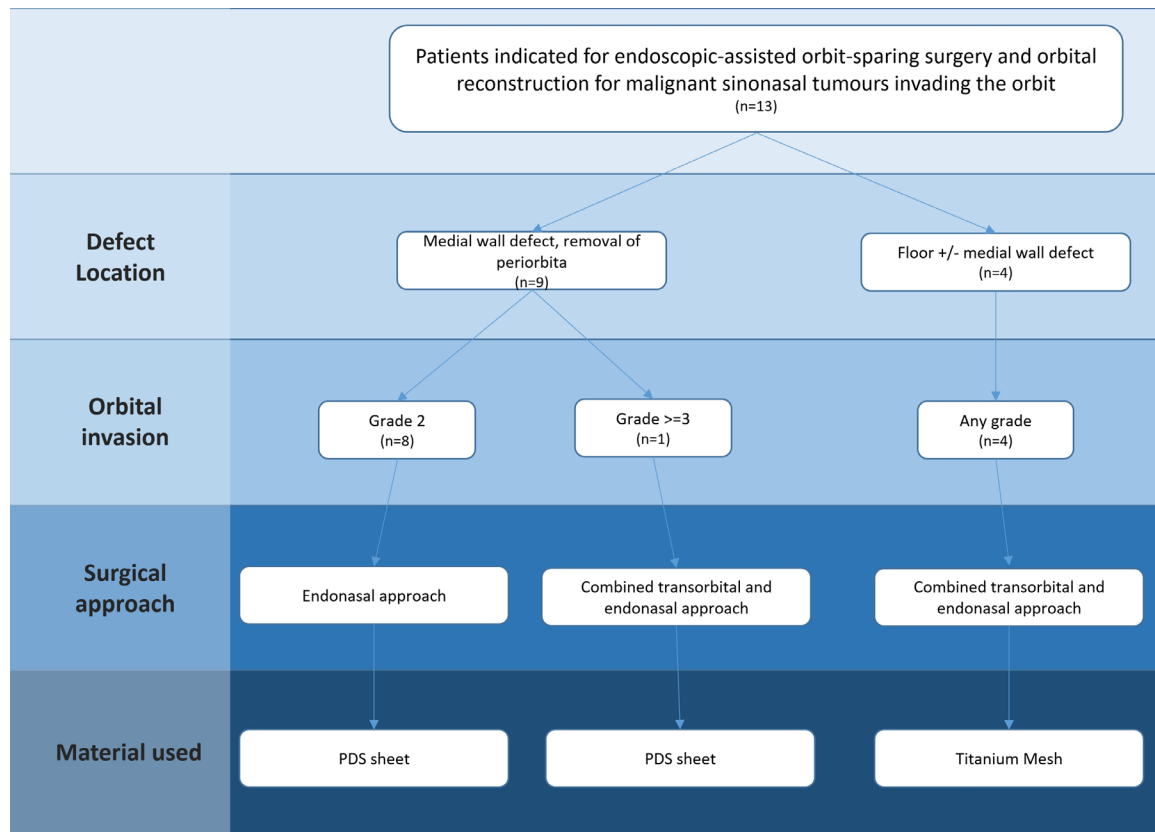 Patients indicated for endoscopic-assisted orbit-sparing surgery and orbital
reconstruction for malignant sinonasal tumours invading the orbit
(n=13)
Defect
Location
Medial wall defect, removal of
periorbita
(n=9)
Floor +/- medial wall defect
(n=4)
Orbital
invasion
Grade 2
(n=8)
Grade >=3
(n=1)
Any grade
(n=4)
Surgical
approach
Endonasal approach
Combined transorbital and
endonasal approach
Combined transorbital and
endonasal approach
Material used
PDS sheet
PDS sheet
Titanium Mesh